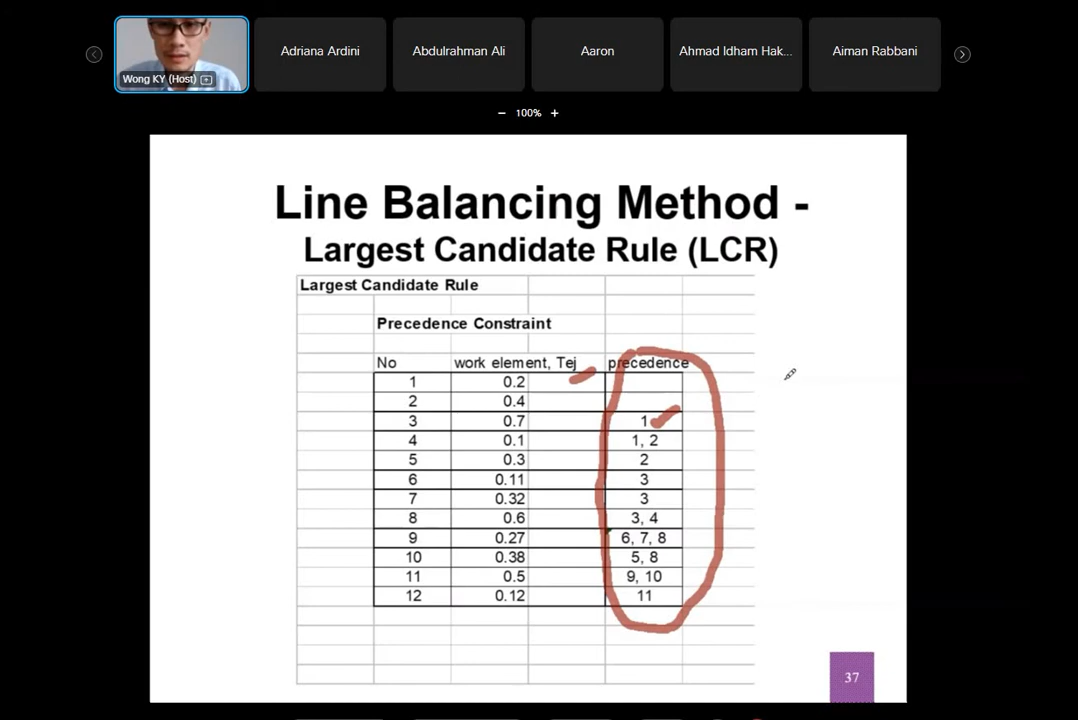 Adriana Ardini Abdulrahman Ali Aaron Ahmad Idham Hak... Aiman Rabbani
Wong KY (Host)
− 100% +
Line Balancing Method -
Largest Candidate Rule (LCR)
Largest Candidate Rule
Precedence Constraint
No work element, Tej precedence
1 0.2
2 0.4
3 0.7 1
4 0.1 1, 2
5 0.3 2
6 0.11 3
7 0.32 3
8 0.6 3, 4
9 0.27 6, 7, 8
10 0.38 5, 8
11 0.5 9, 10
12 0.12 11
37